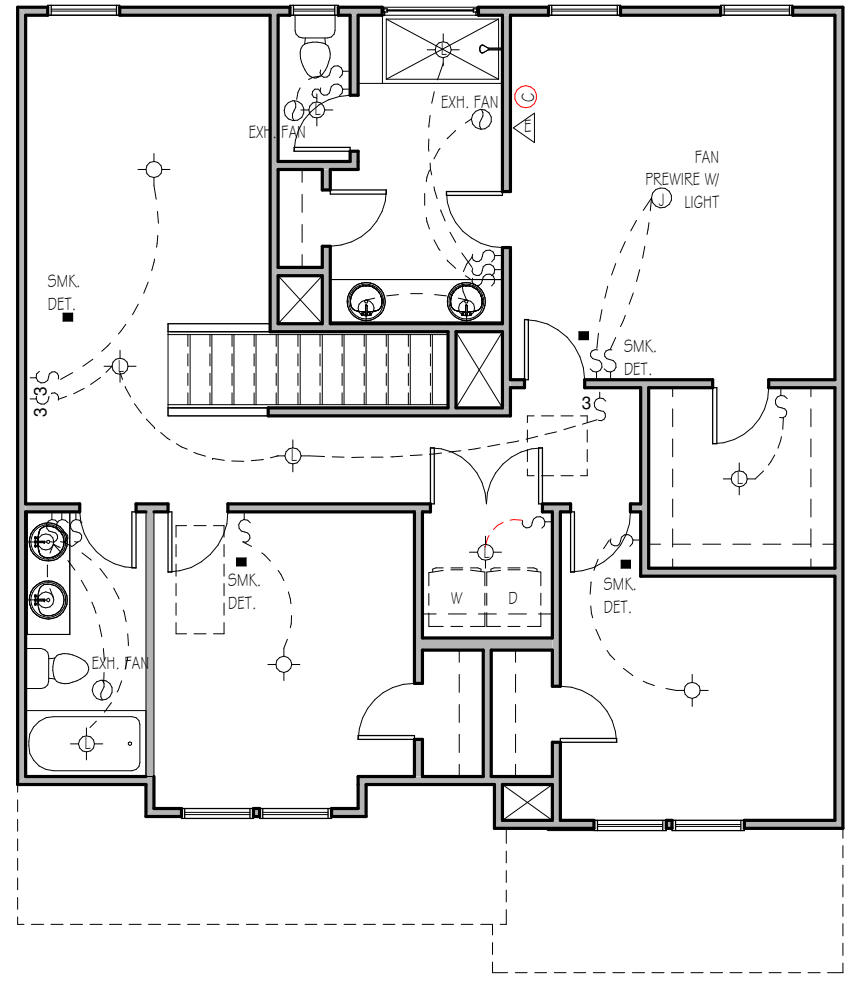 L
EXH. FAN
C
E
L
EXH. FAN
FAN
PREWIRE W/
LIGHT
J
SMK.
DET.
SMK.
DET.
L
3
3
3
L
L
L
SMK.
DET.
SMK.
DET.
W
D
EXH. FAN
L